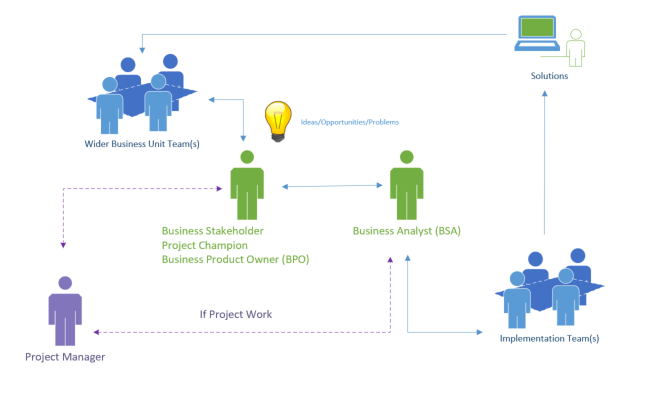 Solutions
Wider Business Unit Team(s)
Ideas/Opportunities/Problems
Business Stakeholder
Project Champion
Business Product Owner (BPO)
Business Analyst (BSA)
If Project Work
Implementation Team(s)
Project Manager